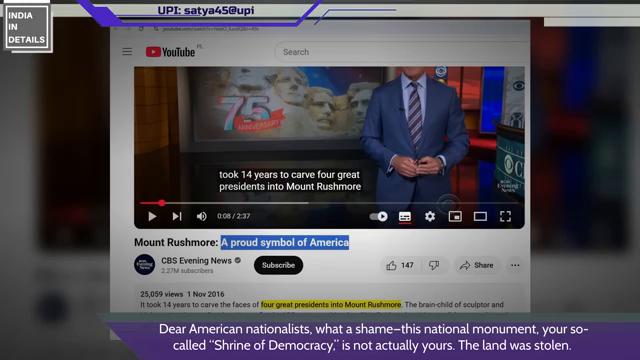 INDIA
IN
DETAILS
UPI: satya45@upi
YouTube
PL
Search
75
ANNIVERSARY
took 14 years to carve four great
presidents into Mount Rushmore
0:08 / 2:37
Mount Rushmore: A proud symbol of America
CBS Evening News
2.27M subscribers
Subscribe
147
Share
25,059 views 1 Nov 2016
It took 14 years to carve the faces of four great presidents into Mount Rushmore. The brain-child of sculptor and
Dear American nationalists, what a shame—this national monument, your so-
called “Shrine of Democracy,” is not actually yours. The land was stolen.